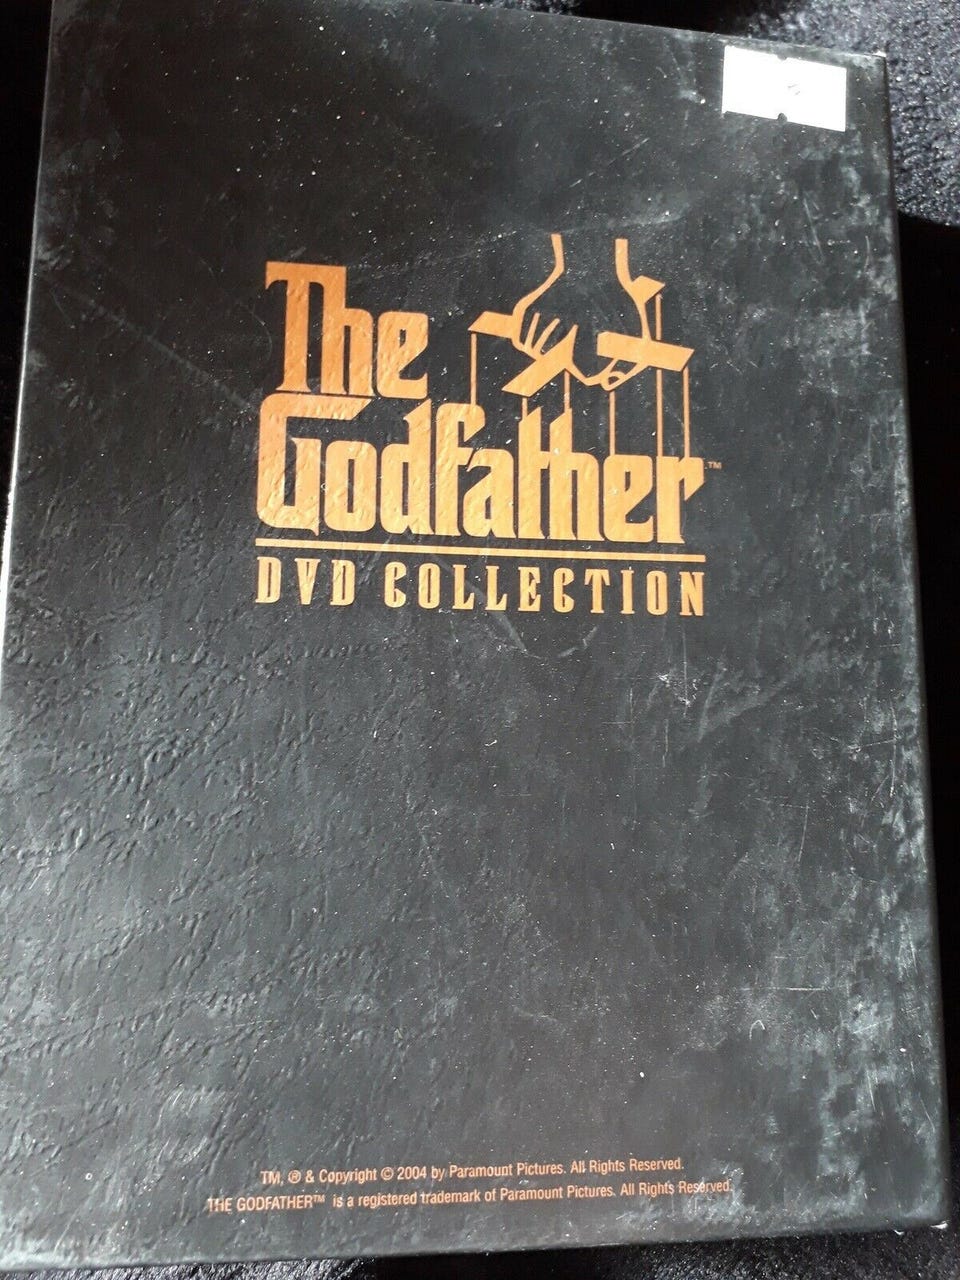 The
Godfather™
DVD COLLECTION
TM, ® & Copyright © 2004 by Paramount Pictures. All Rights Reserved.
THE GODFATHER™ is a registered trademark of Paramount Pictures. All Rights Reserved.